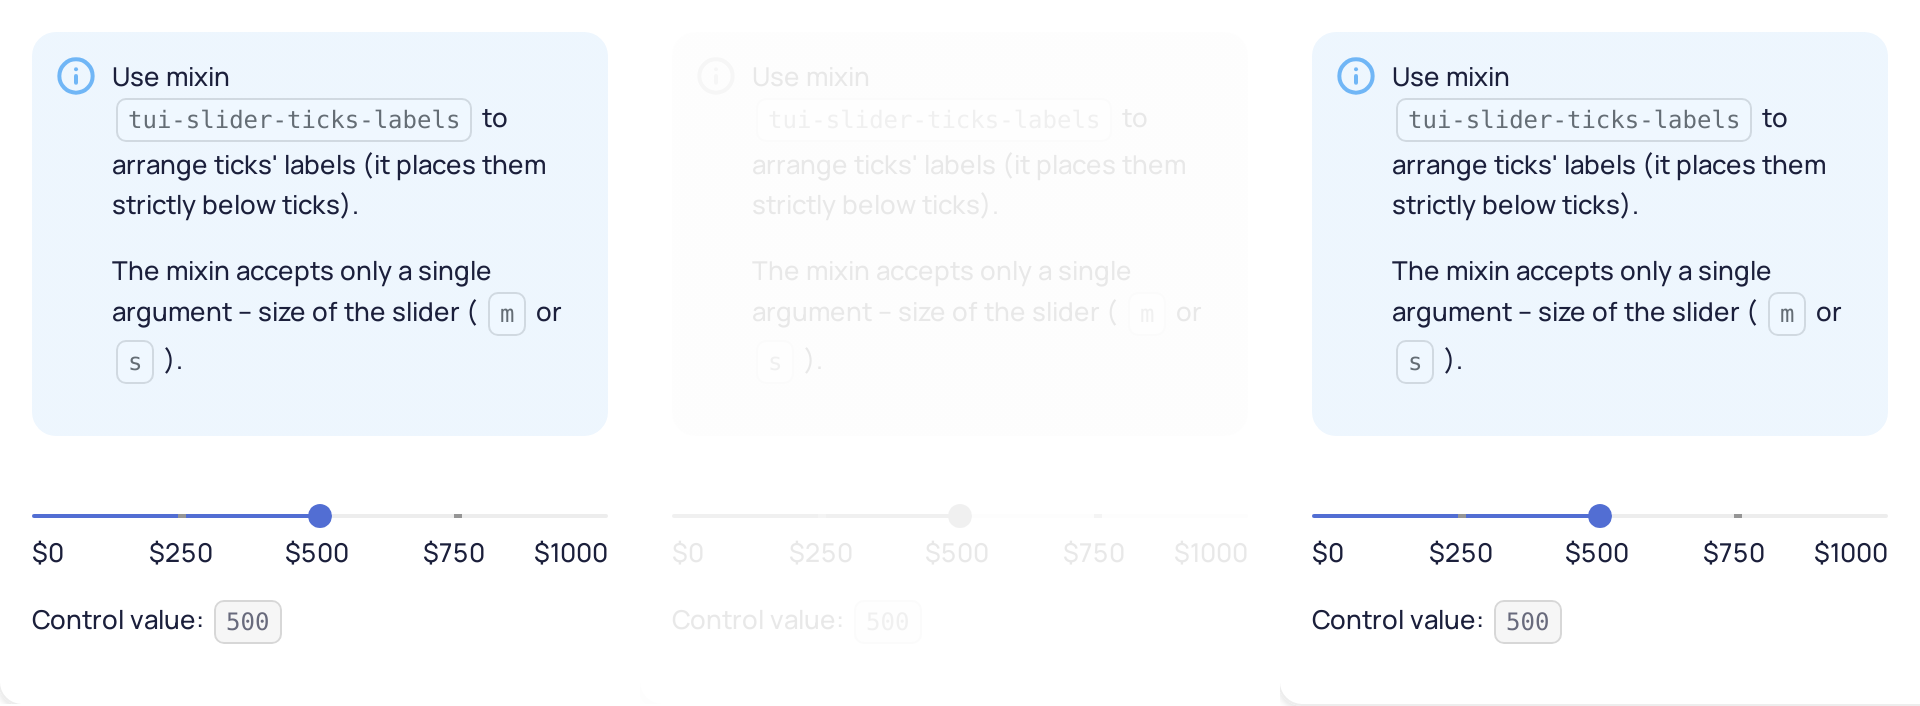 Use mixin
tui-slider-ticks-labels to
arrange ticks' labels (it places them
strictly below ticks).
The mixin accepts only a single
argument – size of the slider ( m or
s ).
$0 $250 $500 $750 $1000
Control value: 500
Use mixin
tui-slider-ticks-labels to
arrange ticks' labels (it places them
strictly below ticks).
The mixin accepts only a single
argument – size of the slider ( m or
s ).
$0 $250 $500 $750 $1000
Control value: 500
Use mixin
tui-slider-ticks-labels to
arrange ticks' labels (it places them
strictly below ticks).
The mixin accepts only a single
argument – size of the slider ( m or
s ).
$0 $250 $500 $750 $1000
Control value: 500